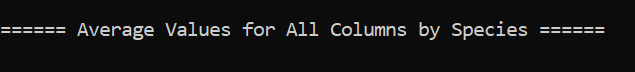 ====== Average Values for All Columns by Species ======